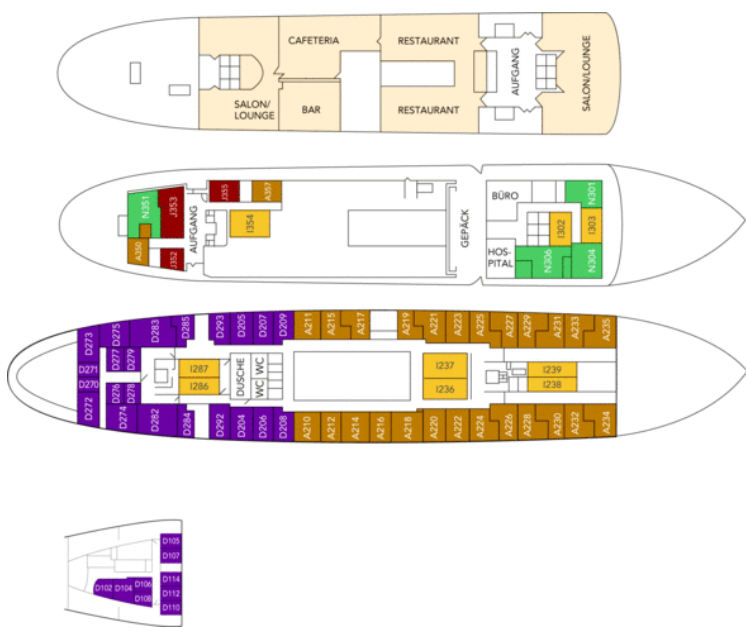 CAFETERIA
RESTAURANT
SALON/
LOUNGE
BAR
RESTAURANT
AUFGANG
SALON/LOUNGE
N351
J353
J355
A357
I354
A350
J352
AUFGANG
GEPÄCK
BÜRO
HOS-
PITAL
N301
I302
I303
N306
N304
D273
D275
D283
D285
D293
D205
D207
D209
A211
A215
A217
A219
A221
A223
A225
A227
A229
A231
A233
A235
D271
D277
D279
I287
DUSCHE
WC
WC
I237
I239
D270
D276
D278
I286
I236
I238
D272
D274
D282
D284
D292
D204
D206
D208
A210
A212
A214
A216
A218
A220
A222
A224
A226
A228
A230
A232
A234
D105
D107
D102
D104
D106
D108
D114
D112
D110